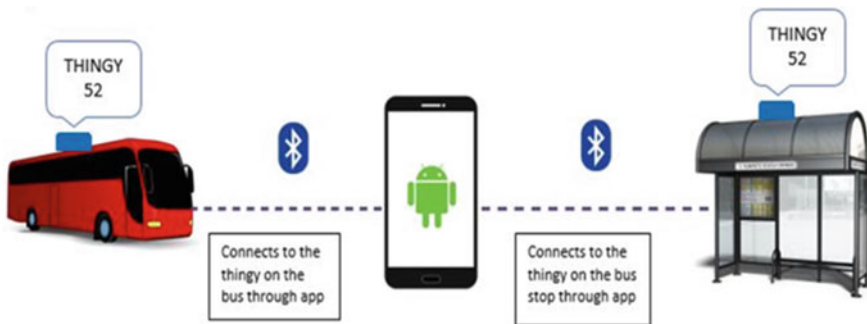 THINGY
52
THINGY
52
Connects to the
thingy on the
bus through app
Connects to the
thingy on the bus
stop through app